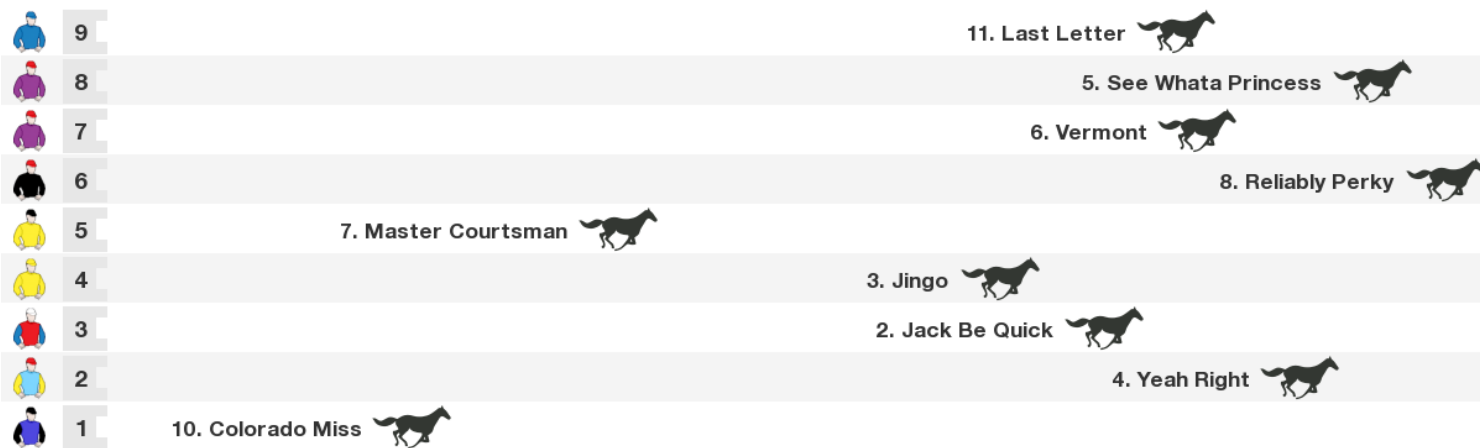 9 11. Last Letter
8 5. See Whata Princess
7 6. Vermont
6 8. Reliably Perky
5 7. Master Courtsman
4 3. Jingo
3 2. Jack Be Quick
2 4. Yeah Right
1 10. Colorado Miss